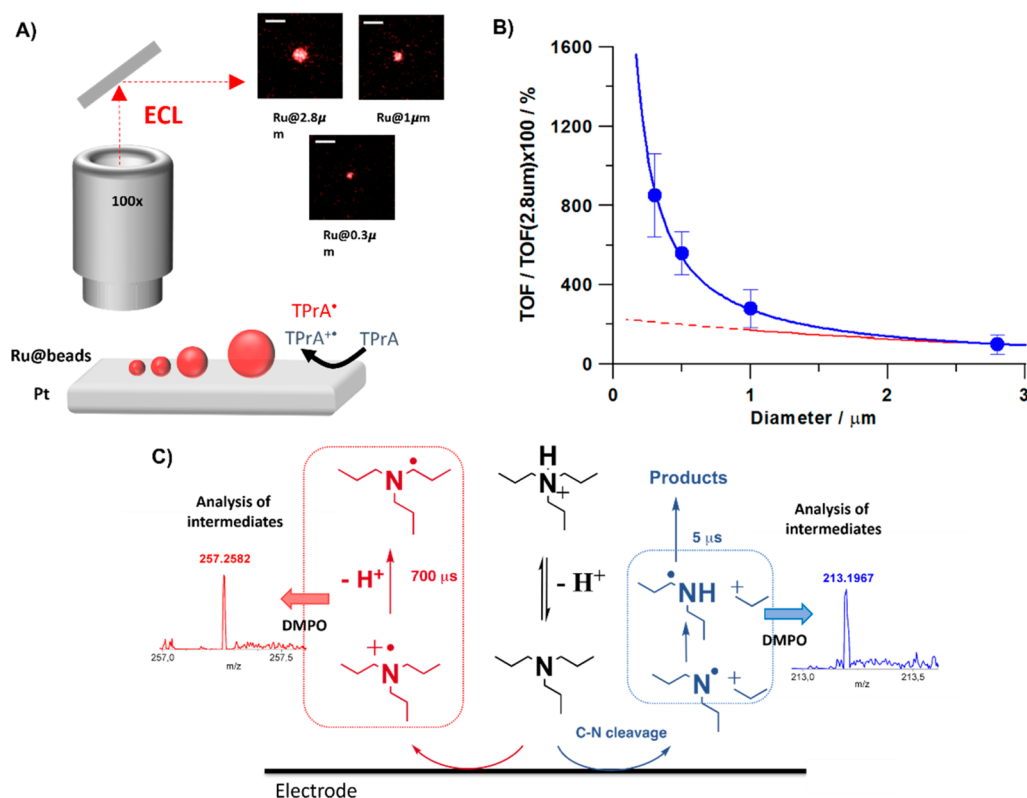 A)
ECL
100x
Ru@2.8μ
m
Ru@1μm
Ru@0.3μ
m
TPrA•
TPrA+•
TPrA
Ru@beads
Pt
B)
TOF / TOF(2.8um)x100 / %
1600
1200
800
400
0
0
1
2
3
Diameter / μm
C)
Analysis of
intermediates
257.2582
257,0
257,5
m/z
DMPO
N
•
- H+
700 μs
+•
N
H
N
+
- H+
N
Products
5 μs
•
NH
+
N•
+
C-N cleavage
DMPO
Analysis of
intermediates
213.1967
213,0
213,5
m/z
Electrode